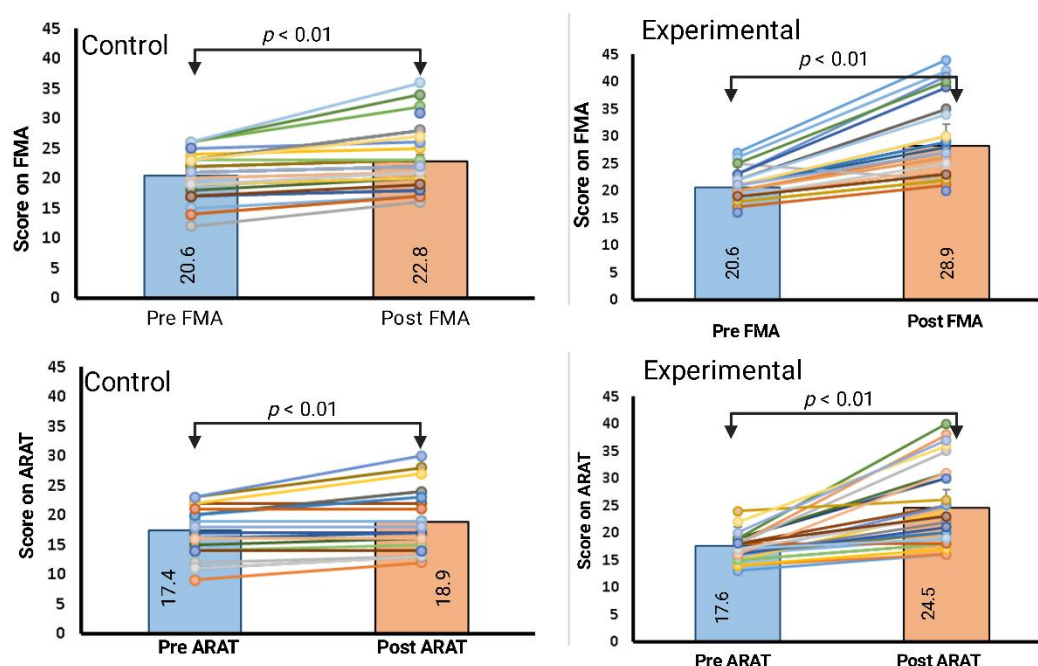 Control
p < 0.01
Score on FMA
45
40
35
30
25
20
15
10
5
0
20.6
22.8
Pre FMA
Post FMA
Experimental
p < 0.01
Score on FMA
45
40
35
30
25
20
15
10
5
0
20.6
28.9
Pre FMA
Post FMA
Control
p < 0.01
Score on ARAT
45
40
35
30
25
20
15
10
5
0
17.4
18.9
Pre ARAT
Post ARAT
Experimental
p < 0.01
Score on ARAT
45
40
35
30
25
20
15
10
5
0
17.6
24.5
Pre ARAT
Post ARAT